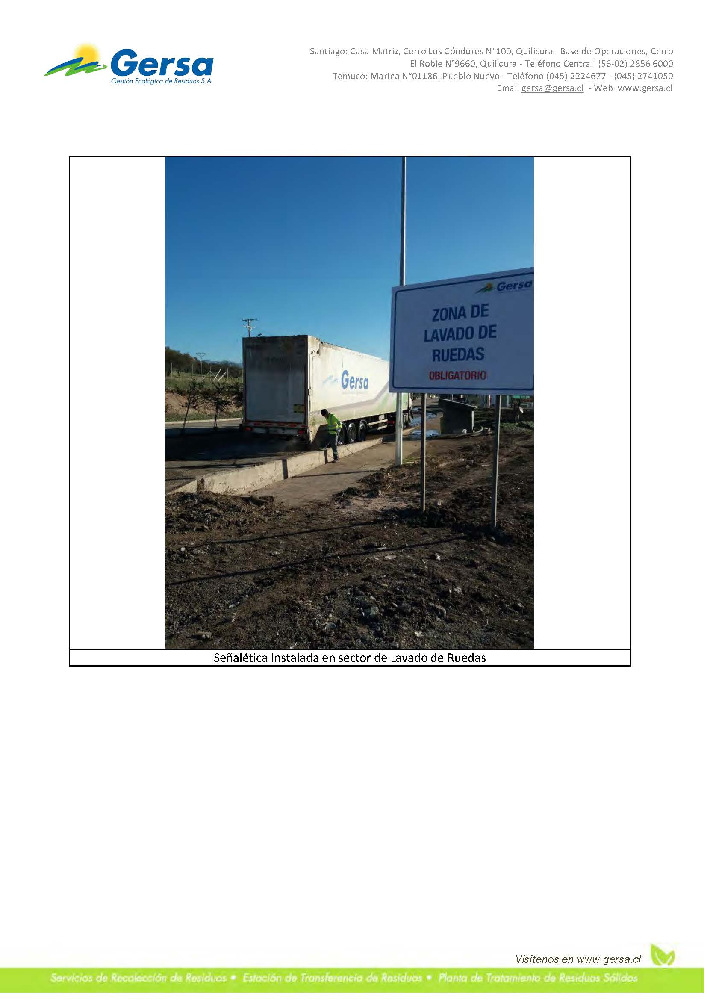 Gersa
Gestión Ecológica de Residuos S.A.
Santiago: Casa Matriz, Cerro Los Cóndores N°100, Quilicura - Base de Operaciones, Cerro
El Roble N°9660, Quilicura - Teléfono Central (56-02) 2856 6000
Temuco: Marina N°01186, Pueblo Nuevo - Teléfono (045) 2224677 - (045) 2741050
Email gersa@gersa.cl - Web www.gersa.cl
Gersa
ZONA DE
LAVADO DE
RUEDAS
OBLIGATORIO
Gersa
Señalética Instalada en sector de Lavado de Ruedas
Visítenos en www.gersa.cl
Servicios de Recolección de Residuos • Estación de Transferencia de Residuos • Planta de Tratamiento de Residuos Sólidos